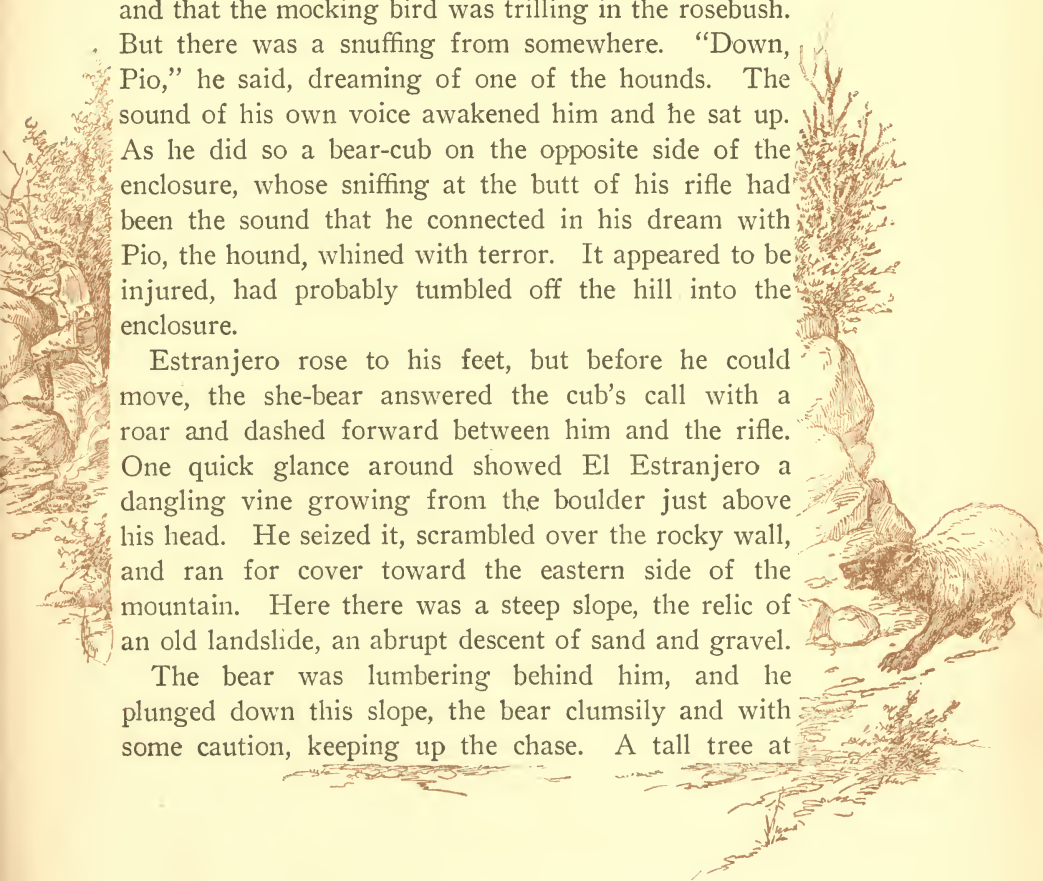 and that the mocking bird was trilling in the rosebush.
But there was a snuffing from somewhere. “Down,
Pio,” he said, dreaming of one of the hounds. The
sound of his own voice awakened him and he sat up.
As he did so a bear-cub on the opposite side of the
enclosure, whose sniffing at the butt of his rifle had
been the sound that he connected in his dream with
Pio, the hound, whined with terror. It appeared to be
injured, had probably tumbled off the hill into the
enclosure.
Estranjero rose to his feet, but before he could
move, the she-bear answered the cub’s call with a
roar and dashed forward between him and the rifle.
One quick glance around showed El Estranjero a
dangling vine growing from the boulder just above
his head. He seized it, scrambled over the rocky wall,
and ran for cover toward the eastern side of the
mountain. Here there was a steep slope, the relic of
an old landslide, an abrupt descent of sand and gravel.
The bear was lumbering behind him, and he
plunged down this slope, the bear clumsily and with
some caution, keeping up the chase. A tall tree at